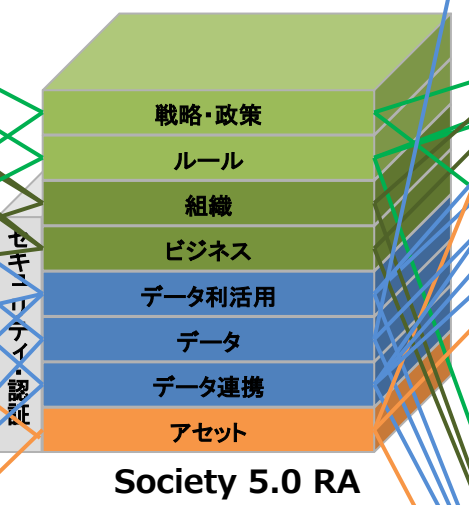 戦略・政策
ルール
組織
ビジネス
データ利活用
データ
データ連携
アセット
セキュリティ・認証
Society 5.0 RA